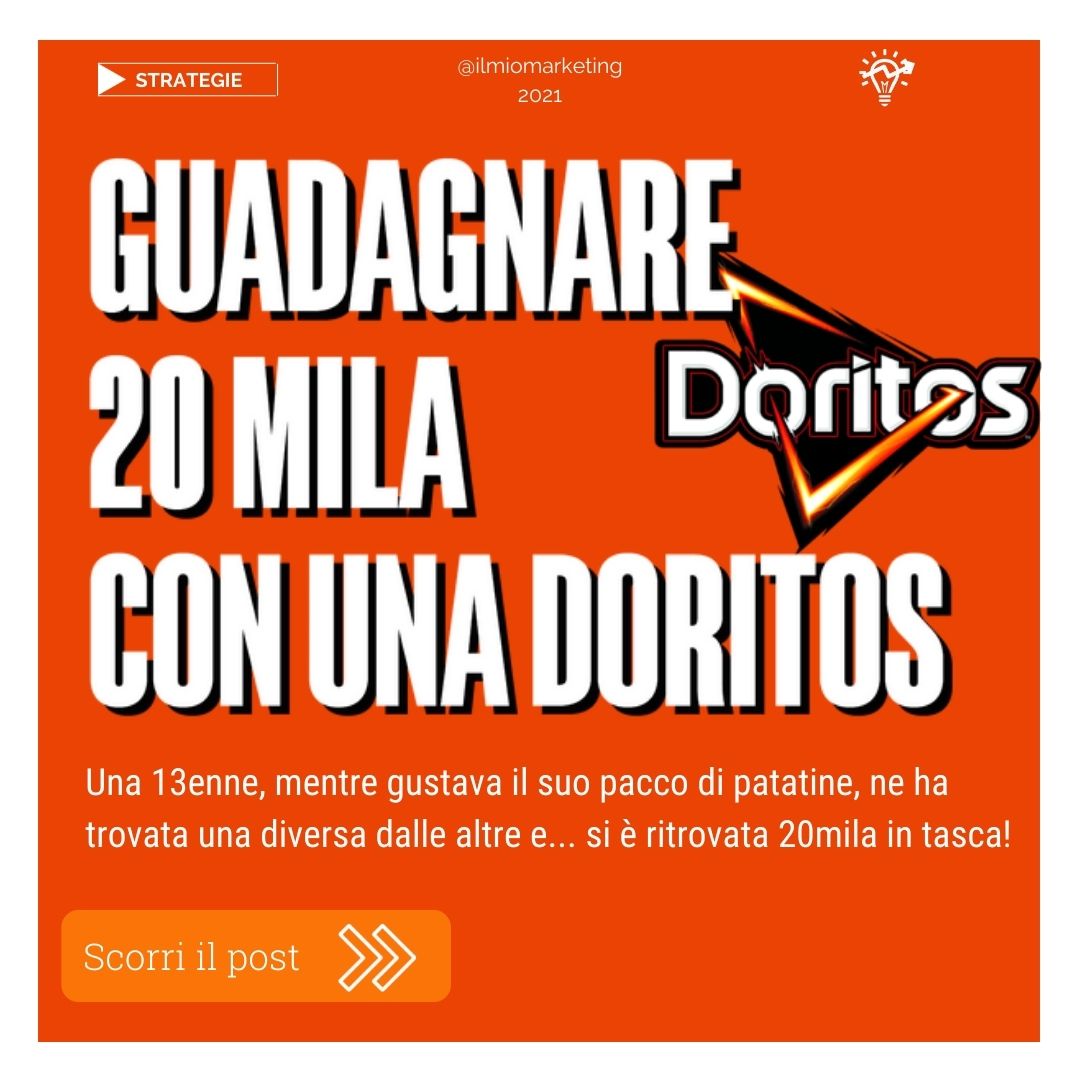 STRATEGIE
@ilmiomarketing
2021
GUADAGNARE
20 MILA
Doritos
CON UNA DORITOS
Una 13enne, mentre gustava il suo pacco di patatine, ne ha
trovata una diversa dalle altre e... si è ritrovata 20mila in tasca!
Scorri il post